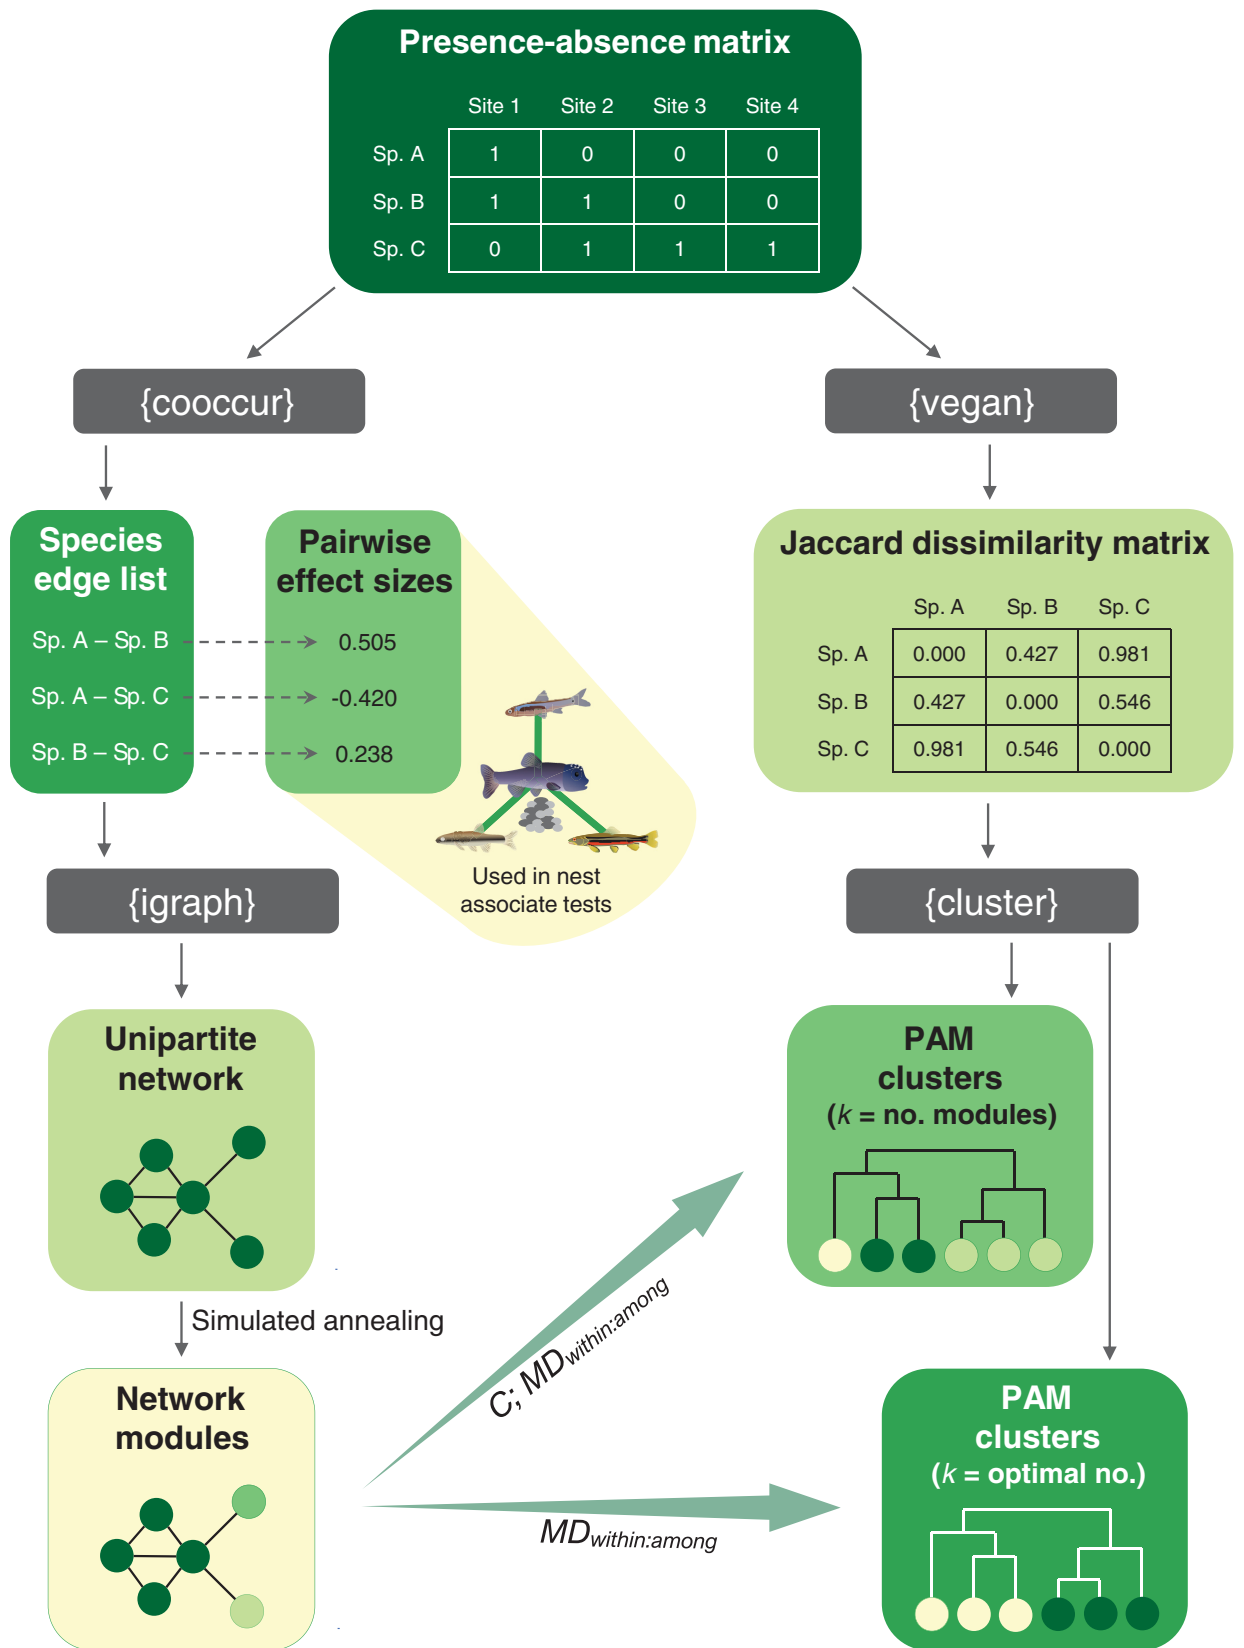 Presence-absence matrix
Site 1 Site 2 Site 3 Site 4
Sp. A 1 0 0 0
Sp. B 1 1 0 0
Sp. C 0 1 1 1
{cooccur}
{vegan}
Species
edge list
Sp. A – Sp. B
Sp. A – Sp. C
Sp. B – Sp. C
Pairwise
effect sizes
0.505
-0.420
0.238
Used in nest
associate tests
Jaccard dissimilarity matrix
Sp. A Sp. B Sp. C
Sp. A 0.000 0.427 0.981
Sp. B 0.427 0.000 0.546
Sp. C 0.981 0.546 0.000
{igraph}
{cluster}
Unipartite
network
PAM
clusters
(k = no. modules)
Simulated annealing
C; MDwithin:among
Network
modules
MDwithin:among
PAM
clusters
(k = optimal no.)